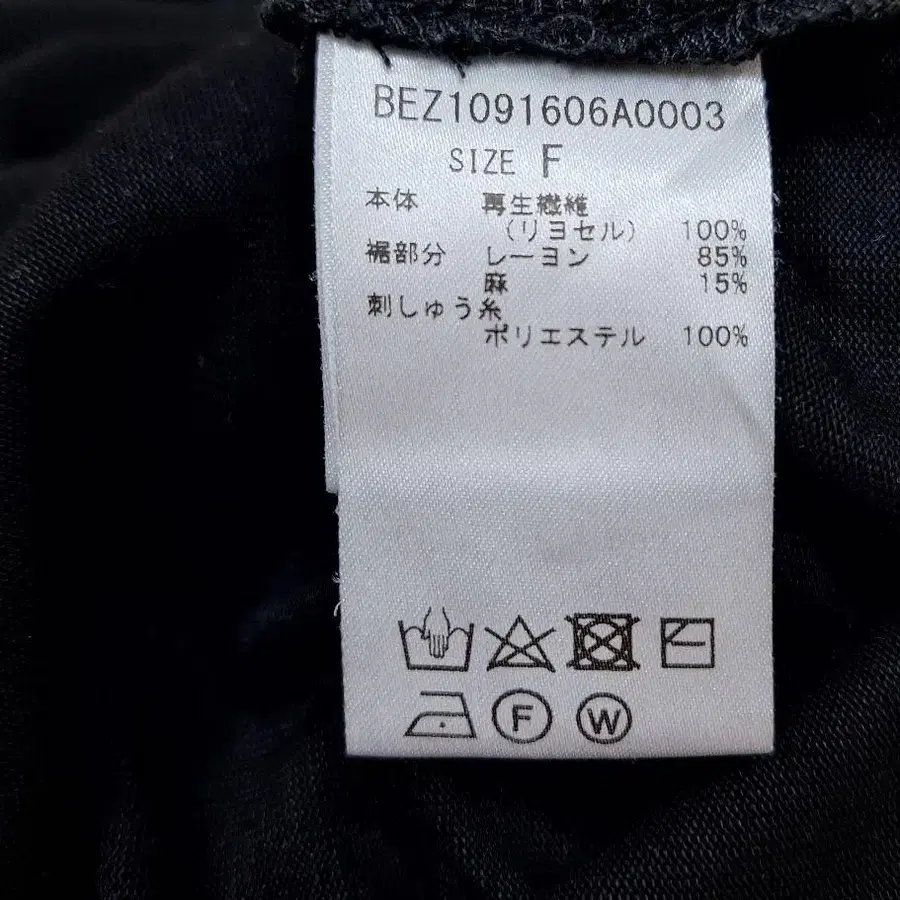 BEZ1091606A0003
SIZE F
本体 再生繊維
(リヨセル) 100%
裾部分 レーヨン 85%
麻 15%
刺しゅう糸
ポリエステル 100%
F W